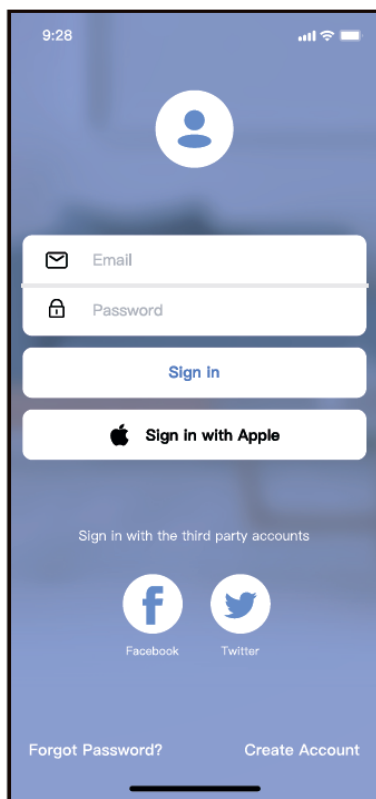 9:28
Email
Password
Sign in
Sign in with Apple
Sign in with the third party accounts
Facebook Twitter
Forgot Password? Create Account